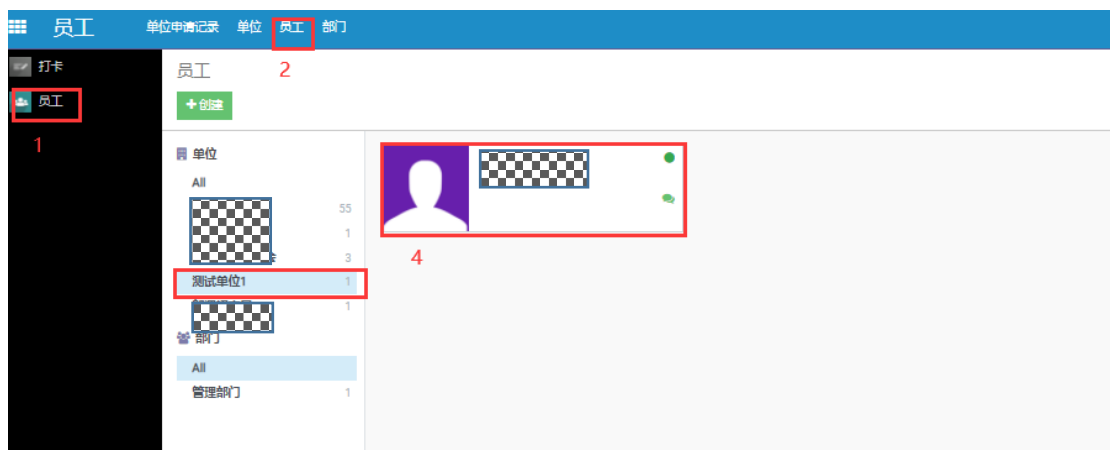 员工 单位申请记录 单位 员工 部门
打卡
员工
1
员工 2
+创建
单位
All
55
1
3
测试单位1 1
1
部门
All
管理部门 1
4